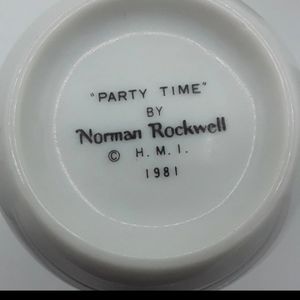 "PARTY TIME"
BY
Norman Rockwell
© H. M. I.
1981